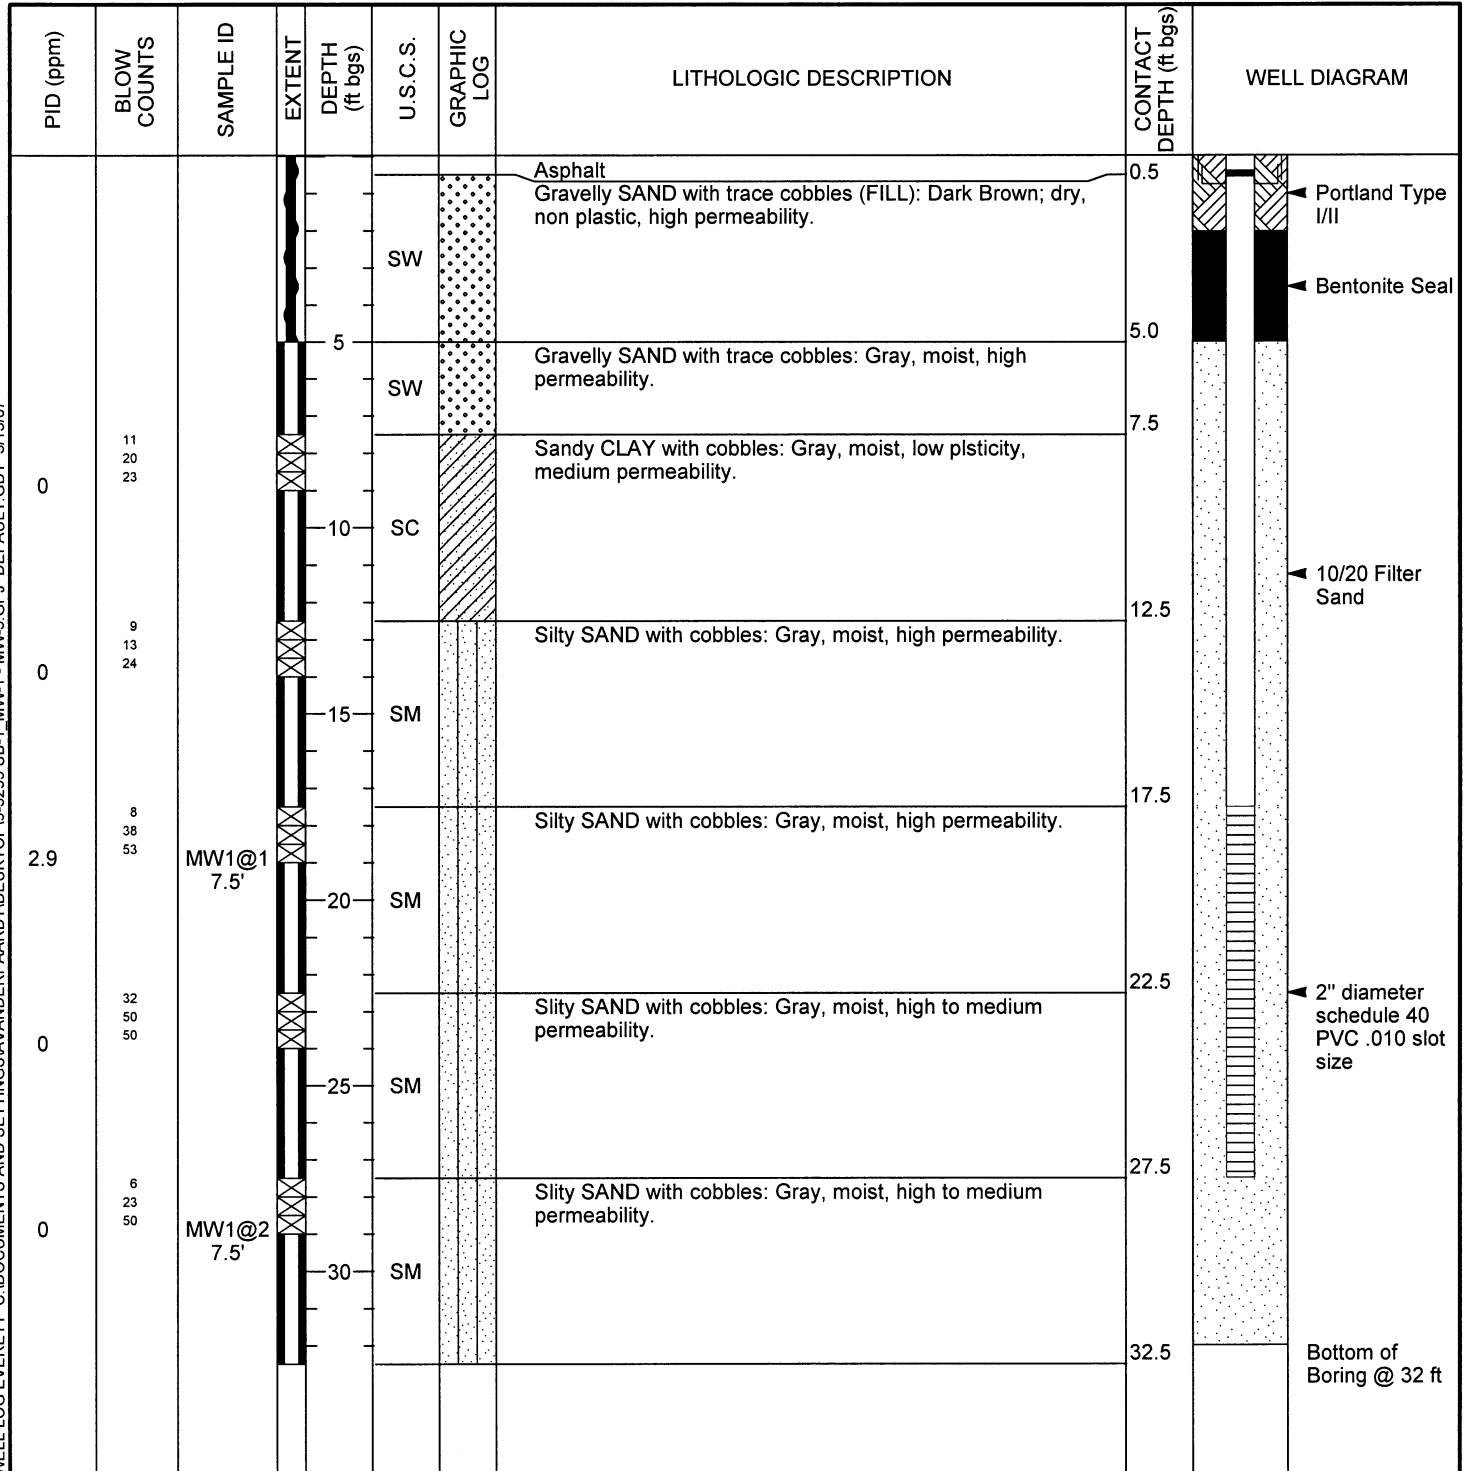 PID (ppm)
BLOW
COUNTS
SAMPLE ID
EXTENT
DEPTH
(ft bgs)
U.S.C.S.
GRAPHIC
LOG
LITHOLOGIC DESCRIPTION
CONTACT
DEPTH (ft bgs)
WELL DIAGRAM
Asphalt
0.5
Gravelly SAND with trace cobbles (FILL): Dark Brown; dry,
non plastic, high permeability.
Portland Type
I/II
SW
Bentonite Seal
5.0
5
Gravelly SAND with trace cobbles: Gray, moist, high
permeability.
SW
7.5
11
20
23
0
Sandy CLAY with cobbles: Gray, moist, low plsticity,
medium permeability.
10
SC
10/20 Filter
Sand
12.5
9
13
24
0
Silty SAND with cobbles: Gray, moist, high permeability.
15
SM
17.5
8
38
53
2.9
MW1@1
7.5'
Silty SAND with cobbles: Gray, moist, high permeability.
20
SM
22.5
32
50
50
0
Slity SAND with cobbles: Gray, moist, high to medium
permeability.
2" diameter
schedule 40
PVC .010 slot
size
25
SM
27.5
6
23
50
0
MW1@2
7.5'
Slity SAND with cobbles: Gray, moist, high to medium
permeability.
30
SM
32.5
Bottom of
Boring @ 32 ft